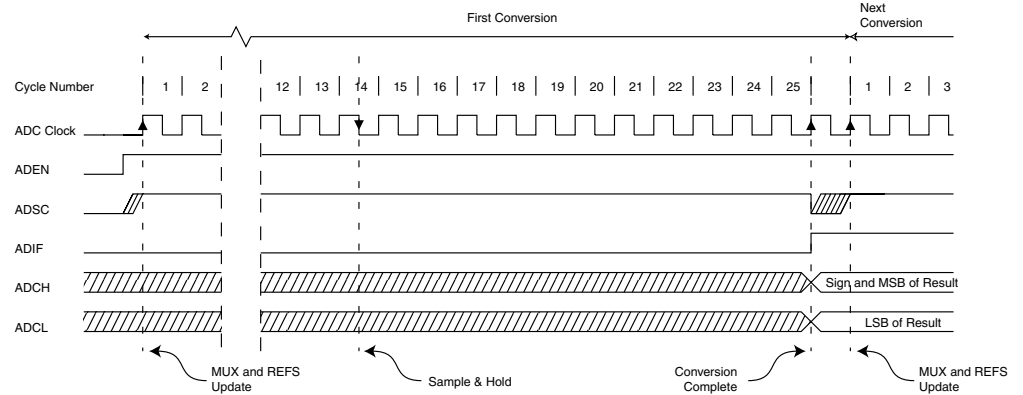 First Conversion
Next
Conversion
Cycle Number 1 2 12 13 14 15 16 17 18 19 20 21 22 23 24 25 1 2 3
ADC Clock
ADEN
ADSC
ADIF
ADCH Sign and MSB of Result
ADCL LSB of Result
MUX and REFS
Update
Sample & Hold
Conversion
Complete
MUX and REFS
Update